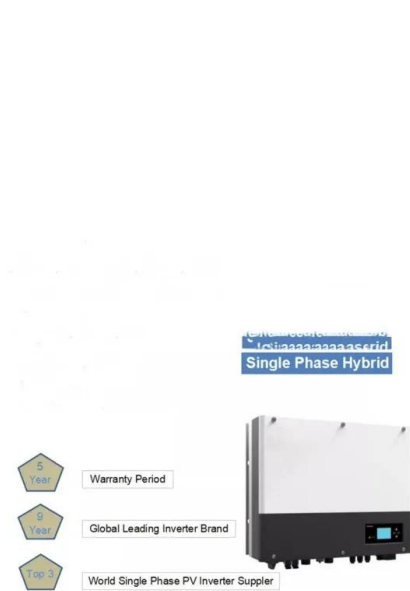 Single Phase Hybrid
5
Year
Warranty Period
9
Year
Global Leading Inverter Brand
Top 3
World Single Phase PV Inverter Suppler